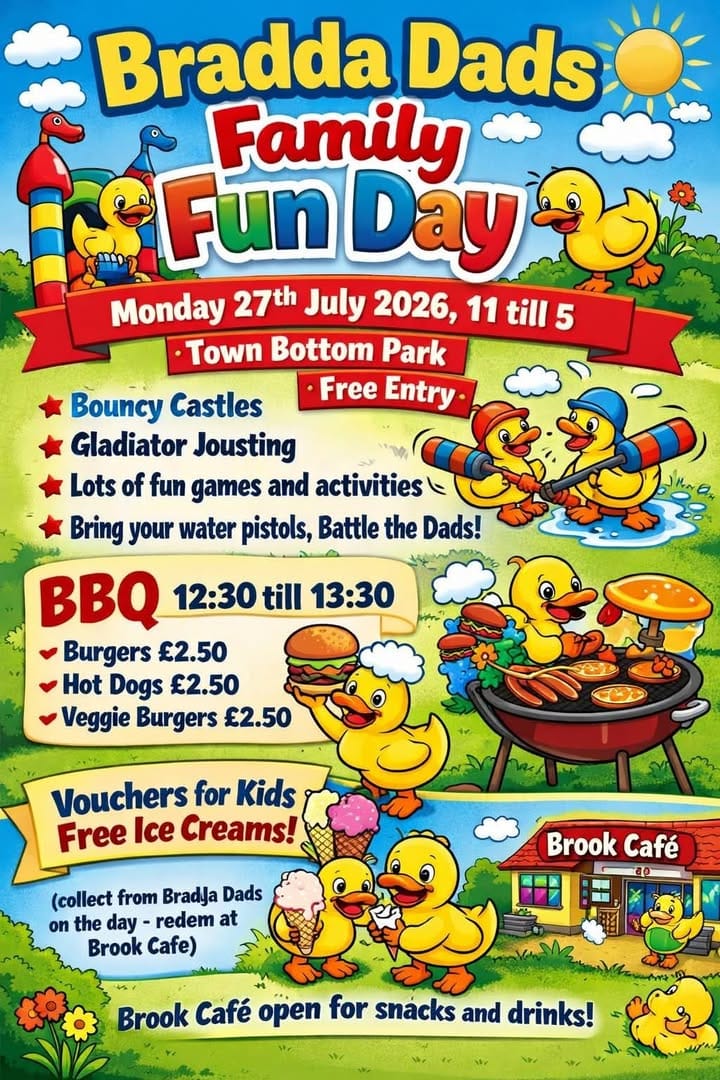 Bradda Dads
Family
Fun Day
Monday 27th July 2026, 11 till 5
· Town Bottom Park
· Free Entry ·
Bouncy Castles
Gladiator Jousting
Lots of fun games and activities
Bring your water pistols, Battle the Dads!
BBQ 12:30 till 13:30
Burgers £2.50
Hot Dogs £2.50
Veggie Burgers £2.50
Vouchers for Kids
Free Ice Creams!
(collect from Bradja Dads
on the day - redem at
Brook Cafe)
Brook Café
Brook Café open for snacks and drinks!